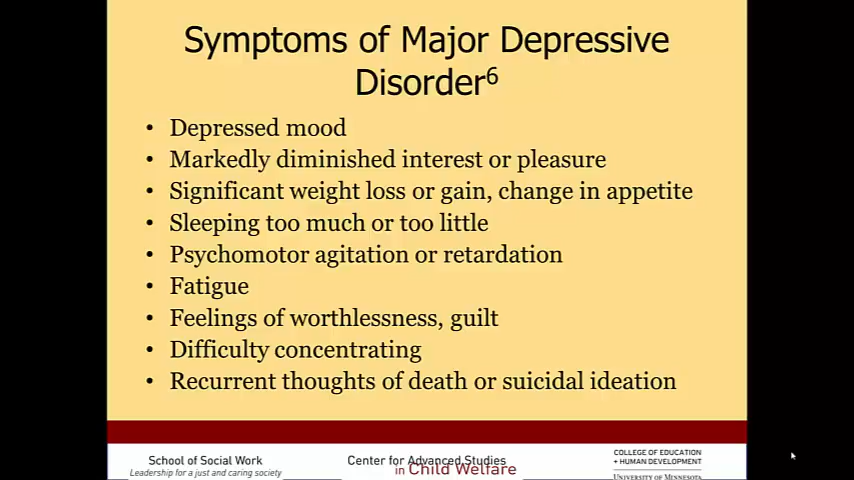 Symptoms of Major Depressive
Disorder6
• Depressed mood
• Markedly diminished interest or pleasure
• Significant weight loss or gain, change in appetite
• Sleeping too much or too little
• Psychomotor agitation or retardation
• Fatigue
• Feelings of worthlessness, guilt
• Difficulty concentrating
• Recurrent thoughts of death or suicidal ideation
School of Social Work
Leadership for a just and caring society
Center for Advanced Studies
in Child Welfare
COLLEGE OF EDUCATION
+ HUMAN DEVELOPMENT
UNIVERSITY OF MINNESOTA